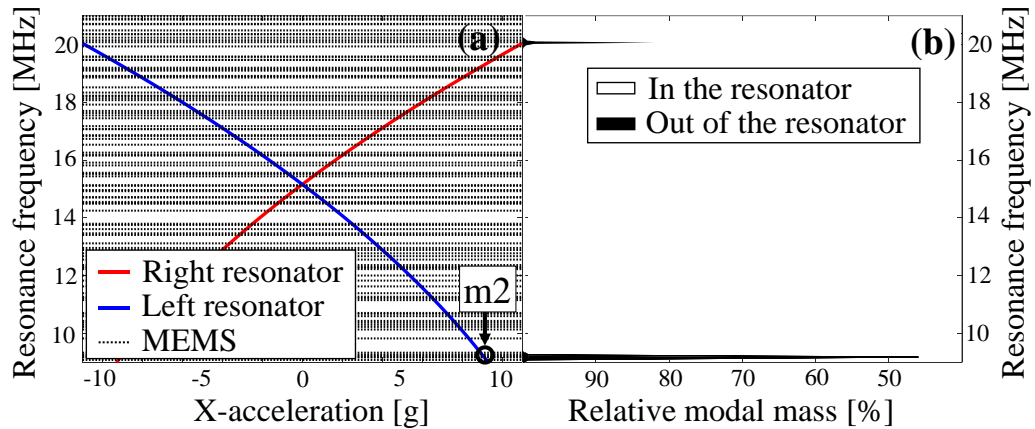 Resonance frequency [MHz]
20
18
16
14
12
10
(a)
Right resonator
Left resonator
MEMS
m2
-10
-5
0
5
10
X-acceleration [g]
(b)
In the resonator
Out of the resonator
90
80
70
60
50
Relative modal mass [%]
20
18
16
14
12
10
Resonance frequency [MHz]